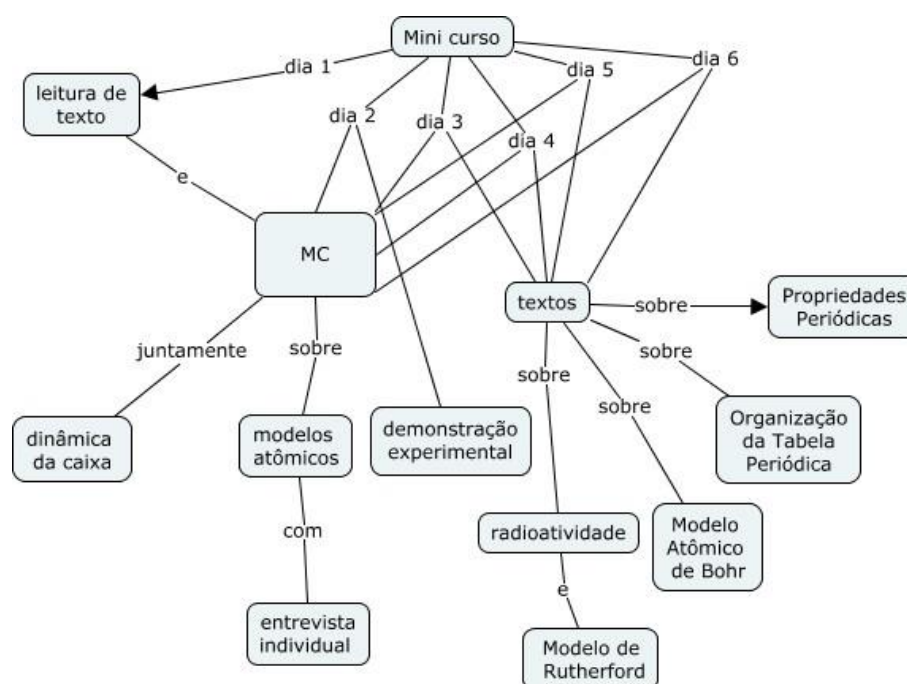 Mini curso
dia 1
dia 5
dia 6
leitura de
texto
dia 2
dia 3
dia 4
e
MC
textos
sobre
Propriedades
Periódicas
juntamente
sobre
sobre
sobre
sobre
dinâmica
da caixa
modelos
atômicos
demonstração
experimental
Organização
da Tabela
Periódica
com
radioatividade
Modelo
Atômico
de Bohr
e
entrevista
individual
Modelo de
Rutherford